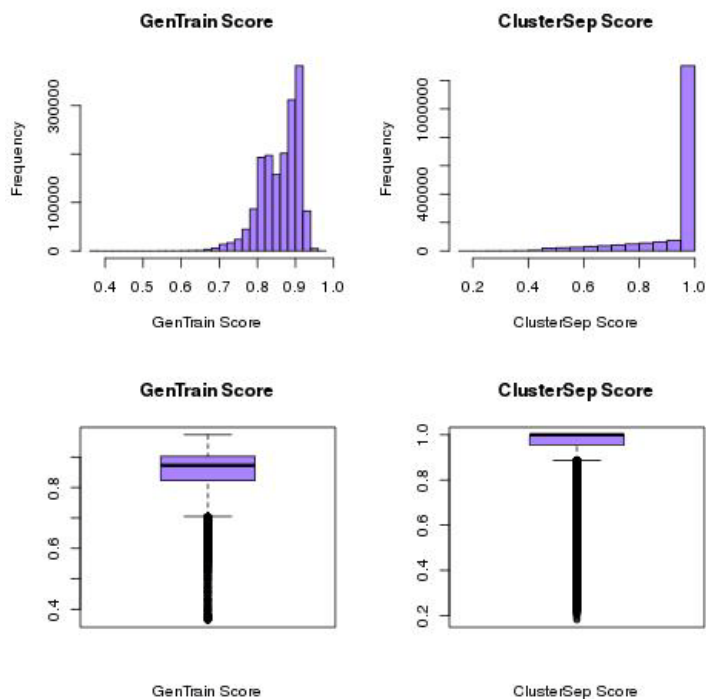 GenTrain Score
Frequency
300000
100000
0
0.4 0.5 0.6 0.7 0.8 0.9 1.0
GenTrain Score
ClusterSep Score
Frequency
1000000
400000
0
0.2 0.4 0.6 0.8 1.0
ClusterSep Score
GenTrain Score
0.8
0.6
0.4
GenTrain Score
ClusterSep Score
1.0
0.8
0.6
0.4
0.2
ClusterSep Score